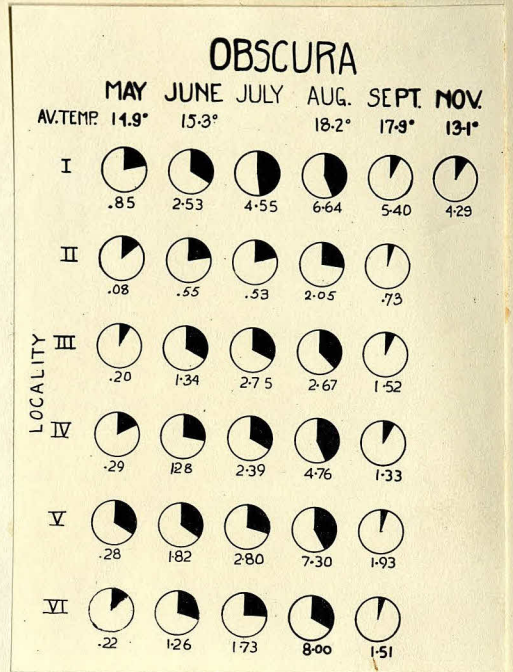 OBSCURA
MAY JUNE JULY AUG. SEPT. NOV.
AV.TEMP. 14.9° 15.3° 18.2° 17.9° 13.1°
I
.85 2.53 4.55 6.64 5.40 4.29
II
.08 .55 .53 2.05 .73
LOCALITY
III
.20 1.34 2.75 2.67 1.52
IV
.29 128 2.39 4.76 1.33
V
.28 1.82 2.80 7.30 1.93
VI
.22 1.26 1.73 8.00 1.51